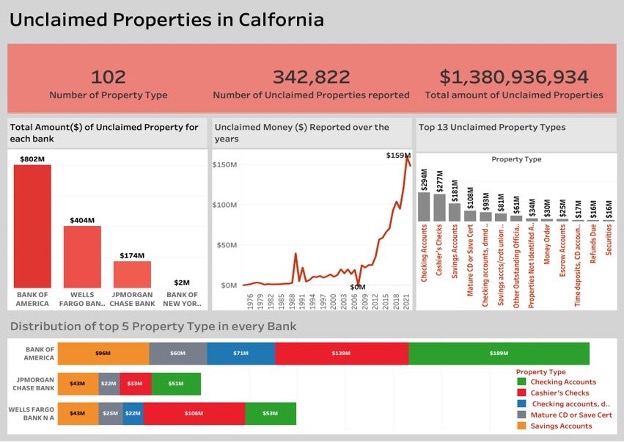 Unclaimed Properties in Calfornia
102
Number of Property Type
342,822
Number of Unclaimed Properties reported
$1,380,936,934
Total amount of Unclaimed Properties
Total Amount($) of Unclaimed Property for
each bank
$802M
$404M
$174M
$2M
BANK OF
AMERICA
WELLS
FARGO BAN..
JPMORGAN
CHASE BANK
BANK OF
NEW YOR..
Unclaimed Money ($) Reported over the
years
$159M
$150M
$100M
$50M
$0M
$0M
1976
1979
1982
1985
1988
1991
1994
1997
2000
2003
2006
2009
2012
2015
2018
2021
Top 13 Unclaimed Property Types
Property Type
$294M
$277M
$181M
$108M
$93M
$81M
$61M
$34M
$30M
$25M
$17M
$16M
$16M
Checking Accounts
Cashier's Checks
Savings Accounts
Mature CD or Save Cert
Checking accounts, dmnd ..
Savings accts/crdt union ..
Other Outstanding Officia..
Properties Not Identifed A..
Money Order
Escrow Accounts
Time deposits, CD accoun..
Refunds Due
Securities
Distribution of top 5 Property Type in every Bank
BANK OF
AMERICA
$96M
$60M
$71M
$139M
$189M
JPMORGAN
CHASE BANK
$43M
$22M
$33M
$51M
WELLS FARGO
BANK N A
$43M
$25M
$22M
$106M
$53M
Property Type
Checking Accounts
Cashier's Checks
Checking accounts, d..
Mature CD or Save Cert
Savings Accounts